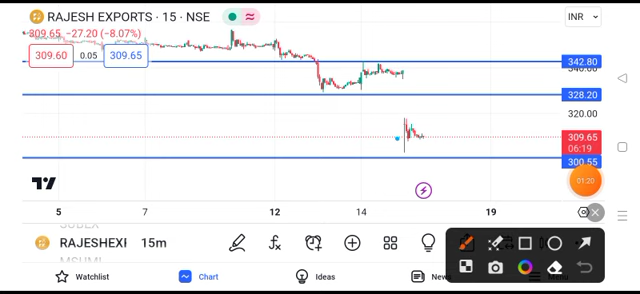 RAJESH EXPORTS · 15 · NSE
INR
309.65 −27.20 (−8.07%)
309.60
0.05
309.65
342.80
340.00
328.20
320.00
309.65
06:19
300.55
01:20
5
7
12
14
19
RAJESHEXI
15m
Watchlist
Chart
Ideas
News